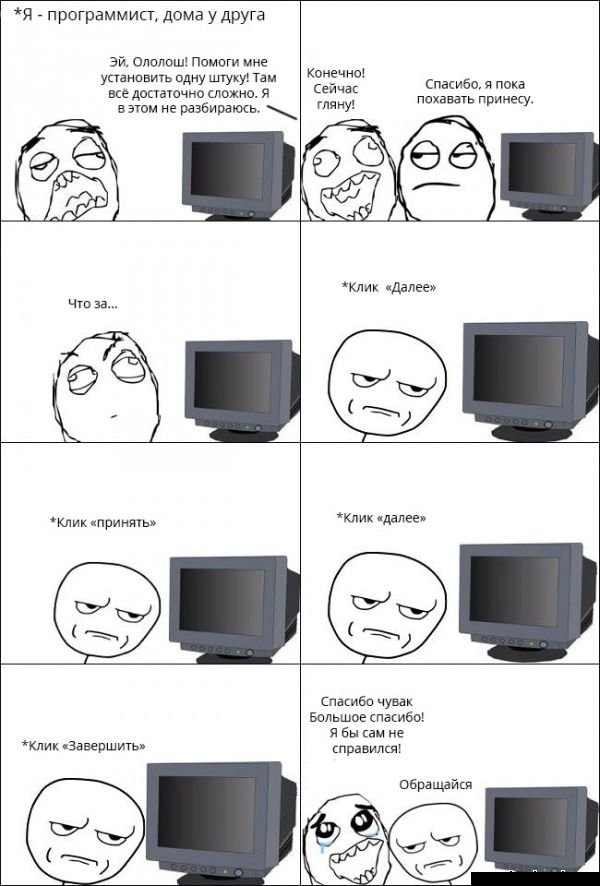 *Я - программист, дома у друга
Эй, Ололош! Помоги мне
установить одну штуку! Там
всё достаточно сложно. Я
в этом не разбираюсь.
Конечно!
Сейчас
гляну!
Спасибо, я пока
похавать принесу.
Что за...
*Клик «Далее»
*Клик «принять»
*Клик «далее»
*Клик «Завершить»
Спасибо чувак
Большое спасибо!
Я бы сам не
справился!
Обращайся